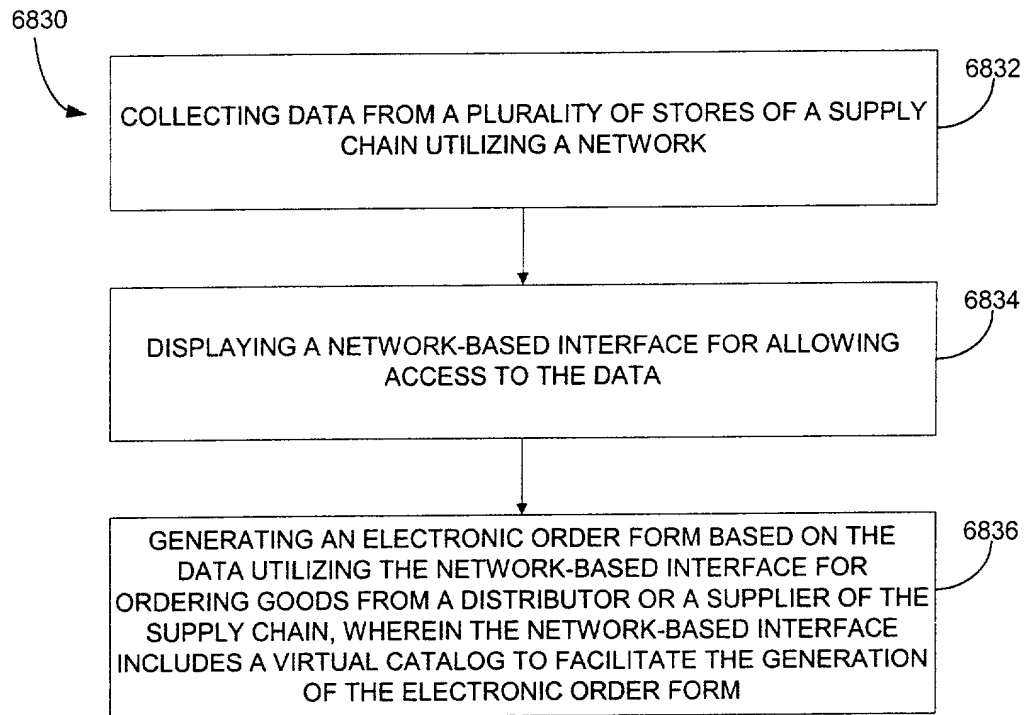 6830
6832
COLLECTING DATA FROM A PLURALITY OF STORES OF A SUPPLY
CHAIN UTILIZING A NETWORK
6834
DISPLAYING A NETWORK-BASED INTERFACE FOR ALLOWING
ACCESS TO THE DATA
6836
GENERATING AN ELECTRONIC ORDER FORM BASED ON THE
DATA UTILIZING THE NETWORK-BASED INTERFACE FOR
ORDERING GOODS FROM A DISTRIBUTOR OR A SUPPLIER OF THE
SUPPLY CHAIN, WHEREIN THE NETWORK-BASED INTERFACE
INCLUDES A VIRTUAL CATALOG TO FACILITATE THE GENERATION
OF THE ELECTRONIC ORDER FORM